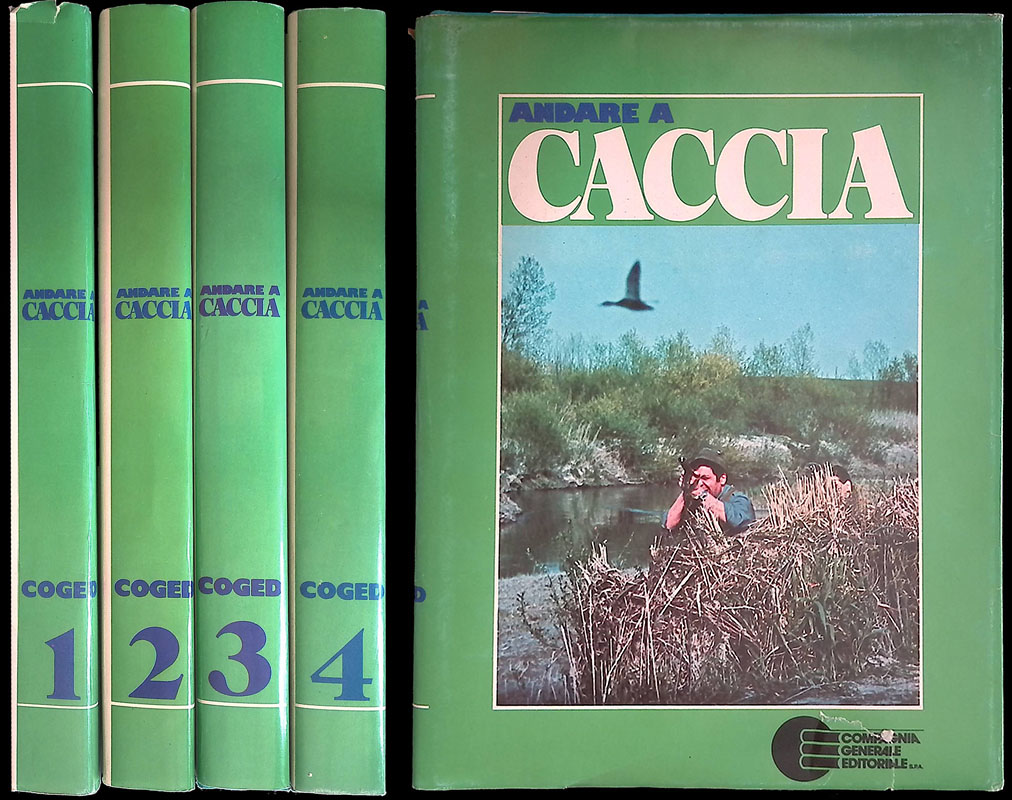 ANDARE A
CACCIA
COGED
1
ANDARE A
CACCIA
COGED
2
ANDARE A
CACCIA
COGED
3
ANDARE A
CACCIA
COGED
4
A
IA
D
ANDARE A
CACCIA
COMPAGNIA
GENERALE
EDITORIALE S.P.A.